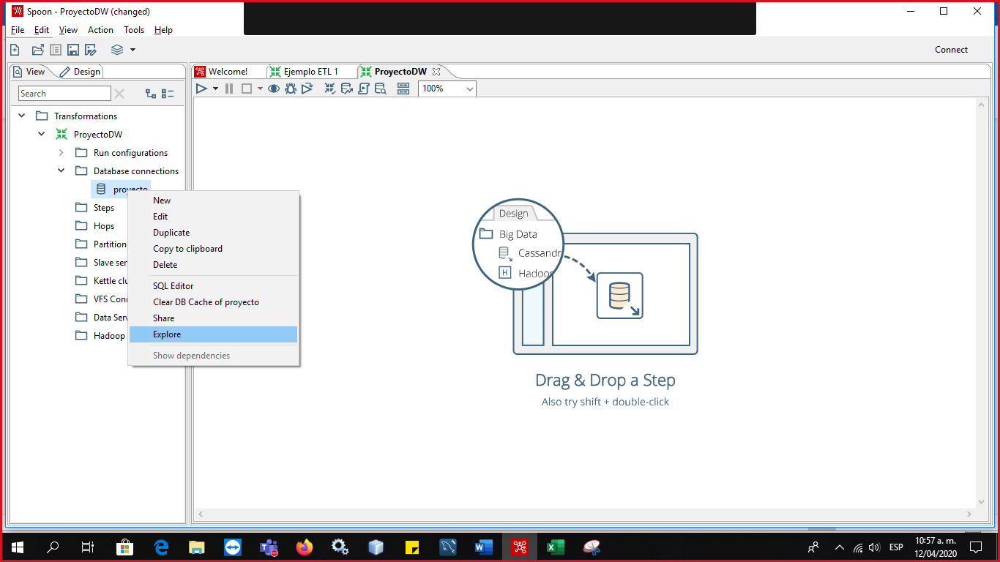 Spoon - ProyectoDW (changed)
File Edit View Action Tools Help
Connect
View Design
Welcome! Ejemplo ETL 1 ProyectoDW
Search
100%
Transformations
ProyectoDW
Run configurations
Database connections
proyecto
Steps
Hops
Partition
Slave ser
Kettle clu
VFS Conn
Data Serv
Hadoop
New
Edit
Duplicate
Copy to clipboard
Delete
SQL Editor
Clear DB Cache of proyecto
Share
Explore
Show dependencies
Design
Big Data
Cassandr
Hadoop
H
Drag & Drop a Step
Also try shift + double-click
ESP
10:57 a. m.
12/04/2020